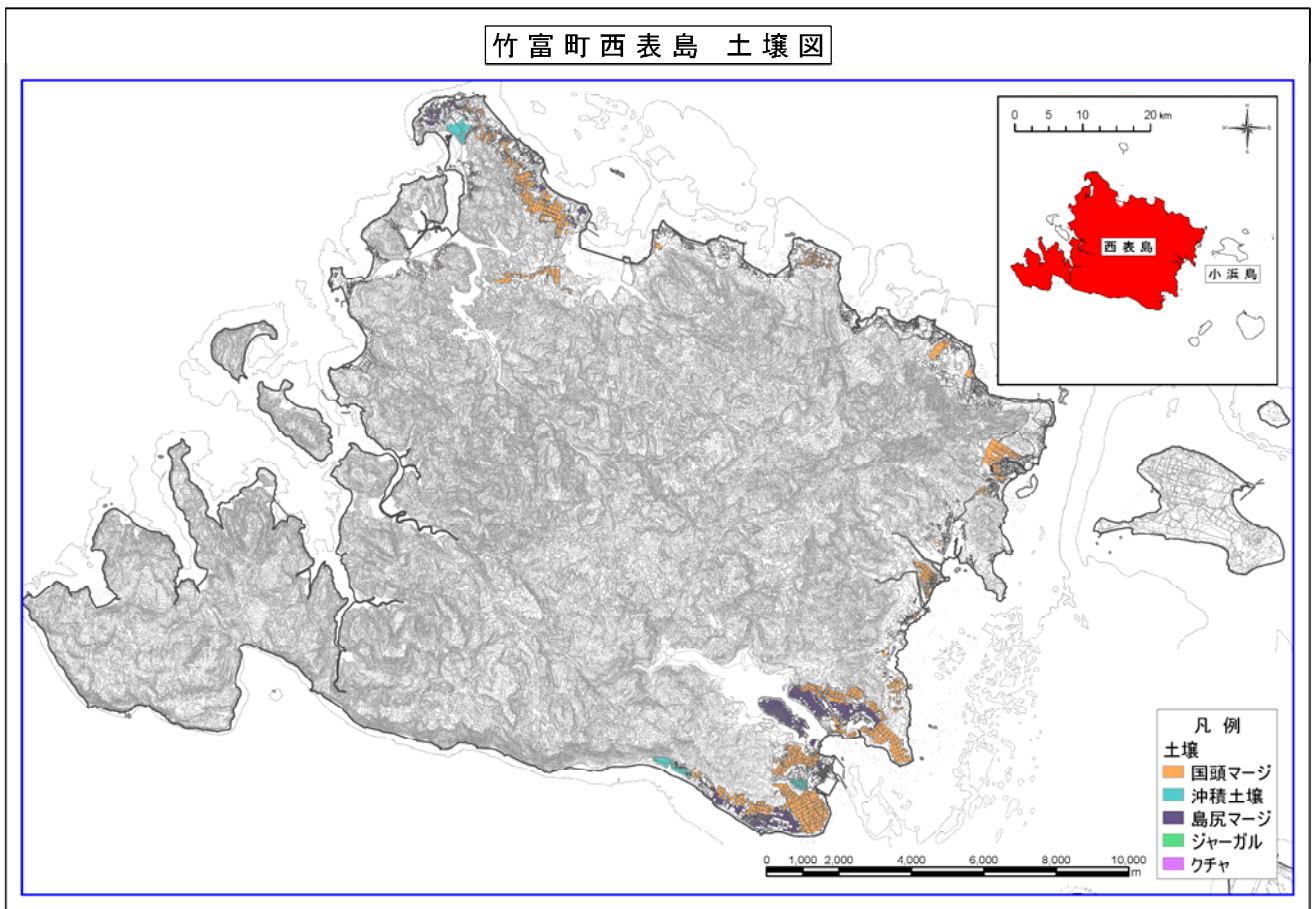 竹富町西表島 土壌図
0 5 10 20 km
N
W E
S
西表島
小浜島
凡例
土壌
国頭マージ
沖積土壌
島尻マージ
ジャーガル
クチャ
0 1,000 2,000 4,000 6,000 8,000 10,000
m